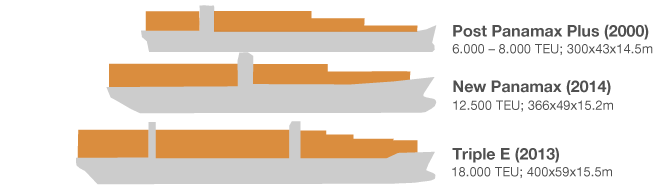 Post Panamax Plus (2000)
6.000 – 8.000 TEU; 300x43x14.5m
New Panamax (2014)
12.500 TEU; 366x49x15.2m
Triple E (2013)
18.000 TEU; 400x59x15.5m